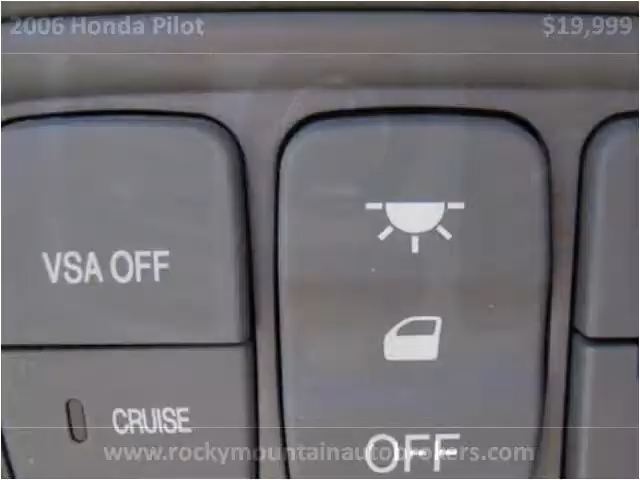 2006 Honda Pilot $19,999
VSA OFF
CRUISE
OFF
www.rockymountainautobrokers.com